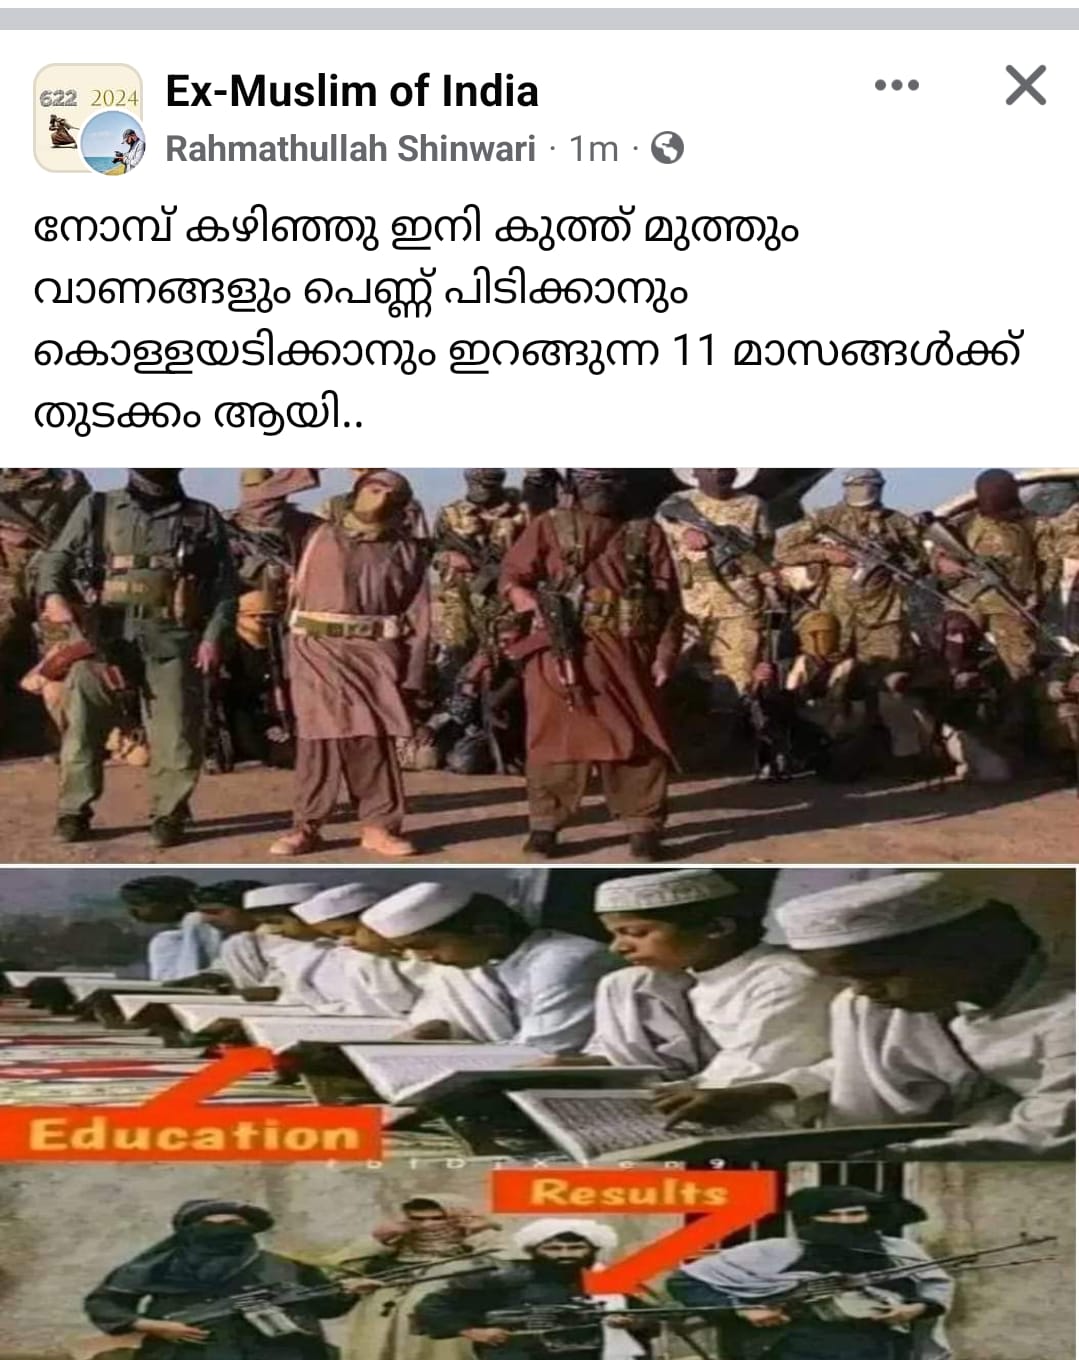 622 2024
Ex-Muslim of India
Rahmathullah Shinwari · 1m ·
നോമ്പ് കഴിഞ്ഞു ഇനി കുത്ത് മുത്തും
വാണങ്ങളും പെണ്ണ് പിടിക്കാനും
കൊള്ളയടിക്കാനും ഇറങ്ങുന്ന 11 മാസങ്ങൾക്ക്
തുടക്കം ആയി..
Education
Results